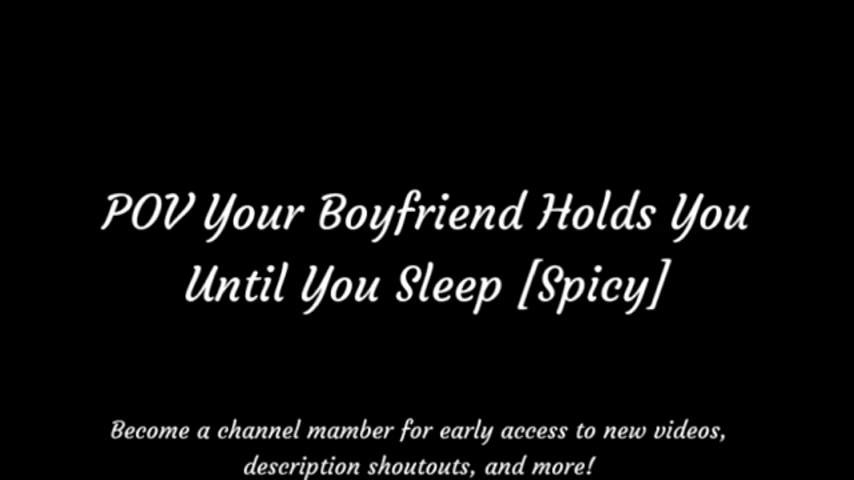 POV Your Boyfriend Holds You
Until You Sleep [Spicy]
Become a channel mamber for early access to new videos,
description shoutouts, and more!